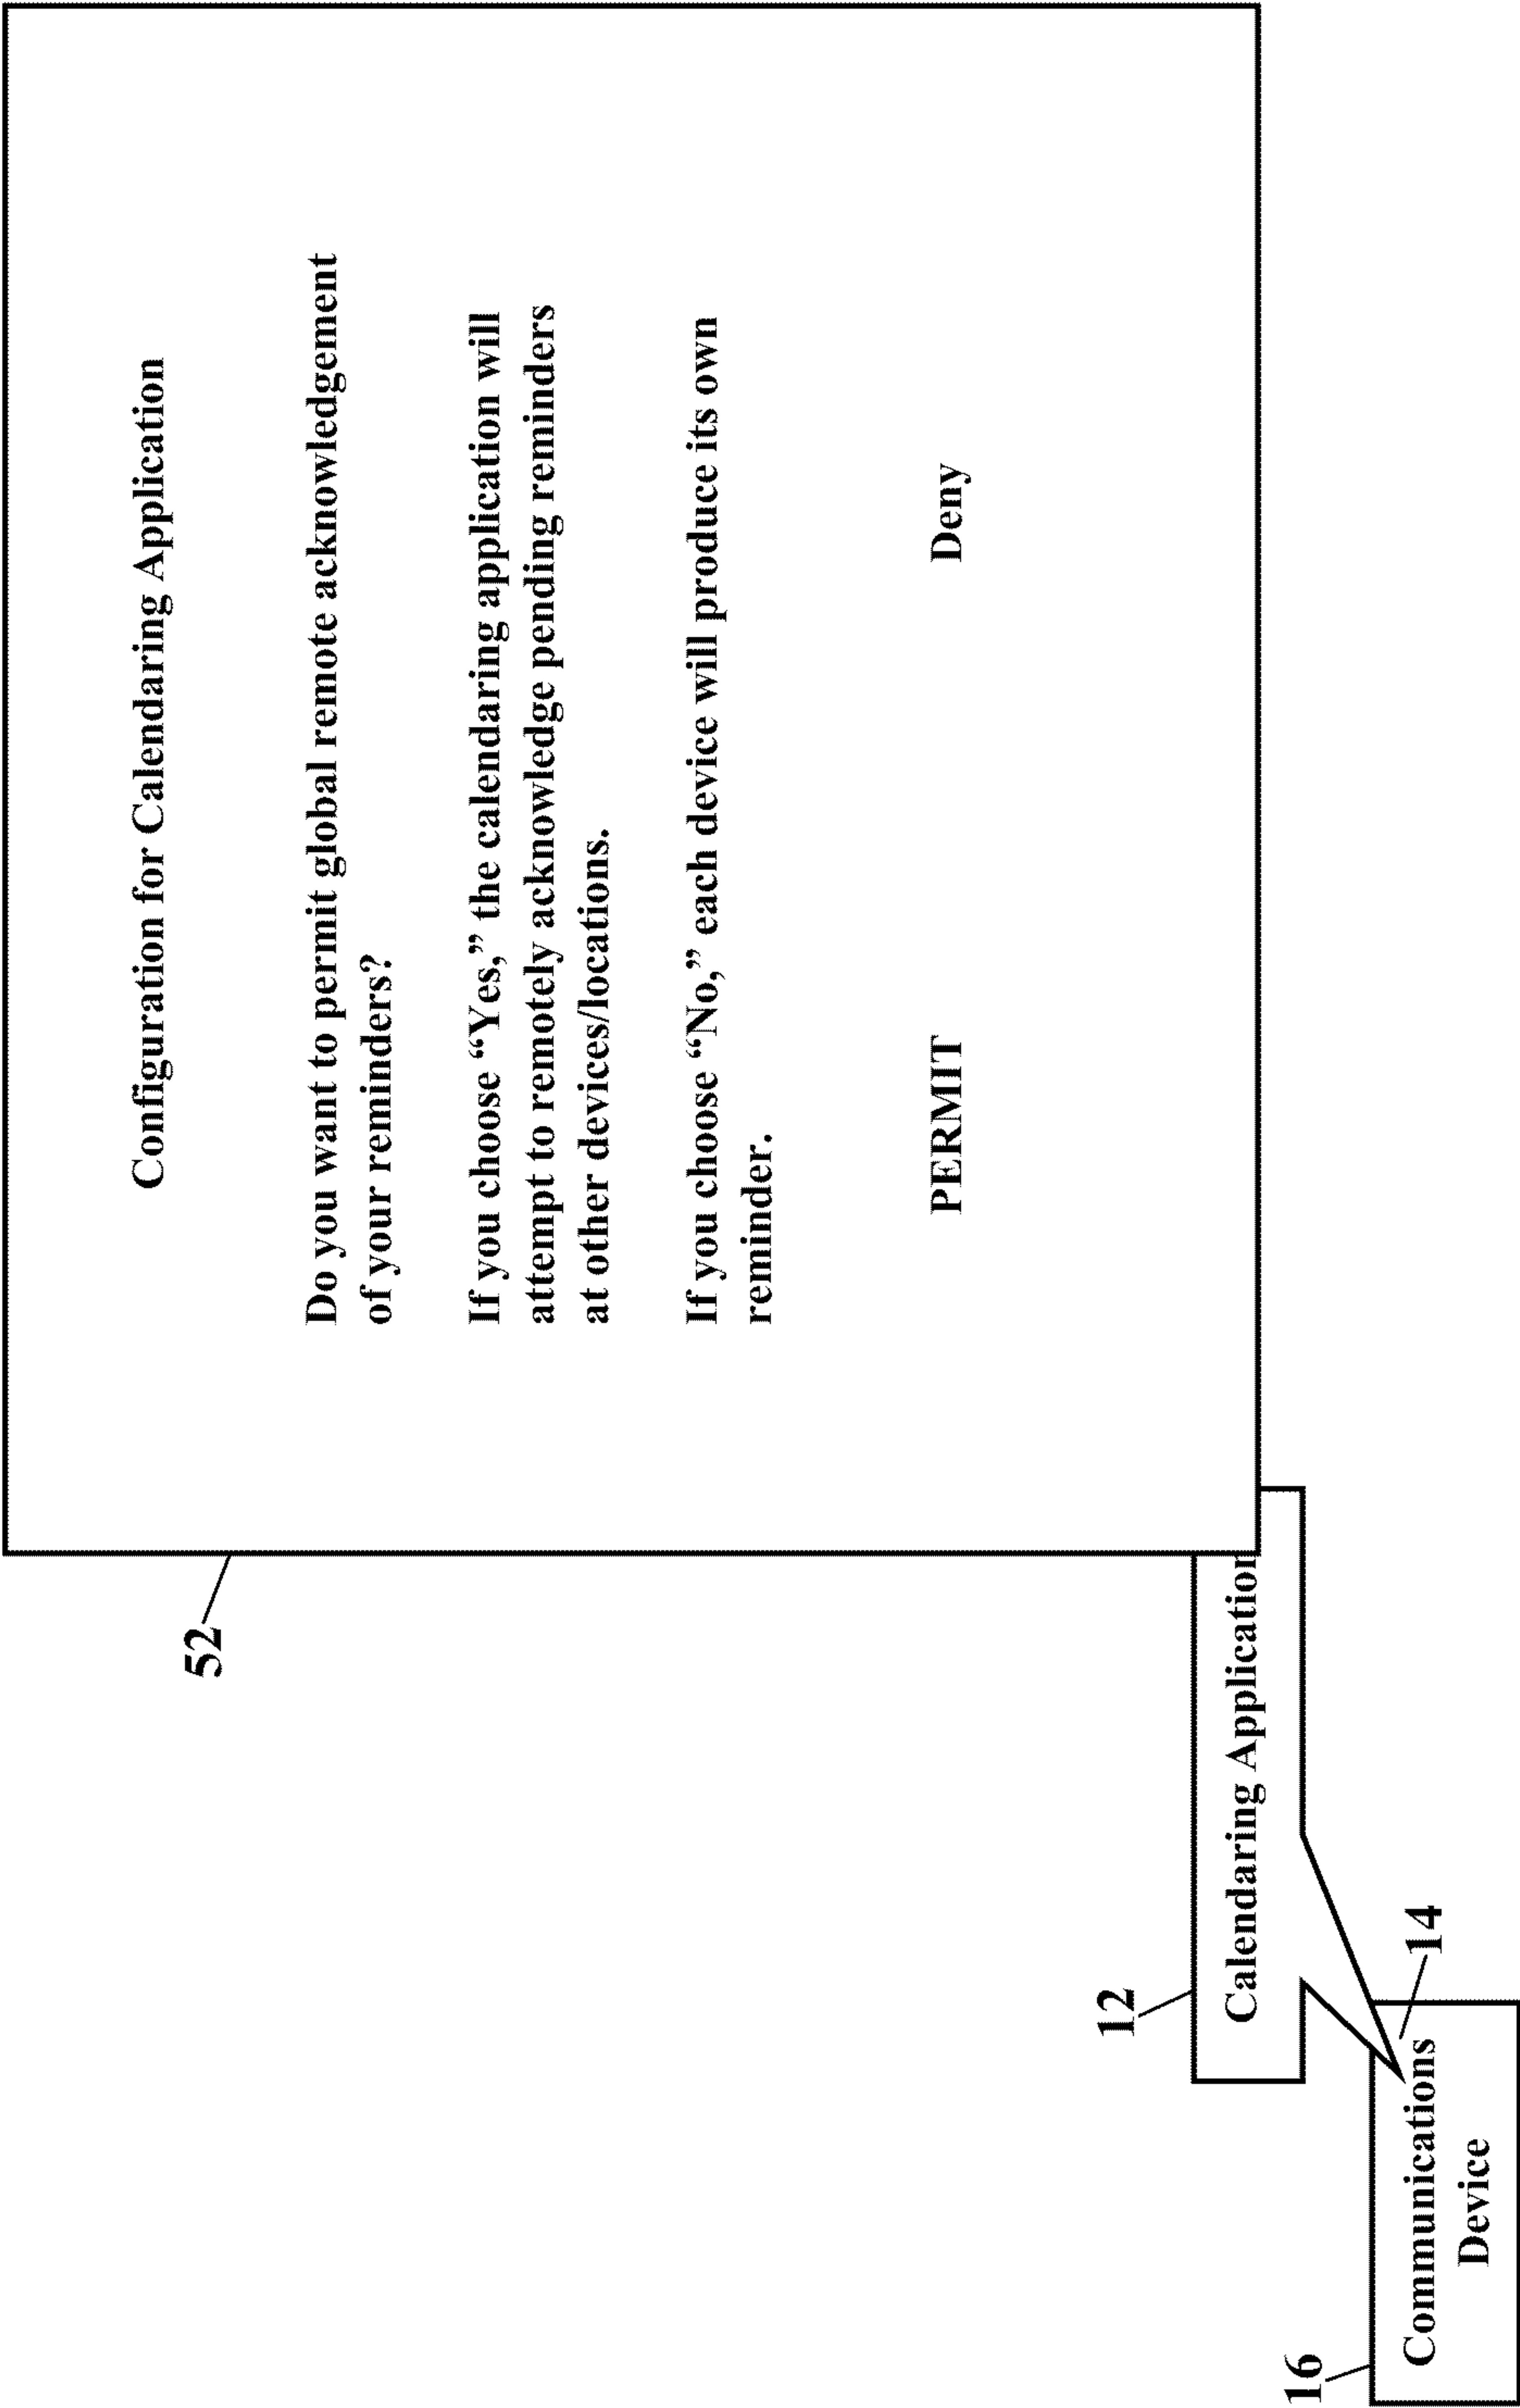 Configuration for Calendaring Application
Do you want to permit global remote acknowledgement
of your reminders?
If you choose “Yes,” the calendaring application will
attempt to remotely acknowledge pending reminders
at other devices/locations.
If you choose “No,” each device will produce its own
reminder.
PERMIT Deny
52
12
Calendaring Application
14
16
Communications
Device